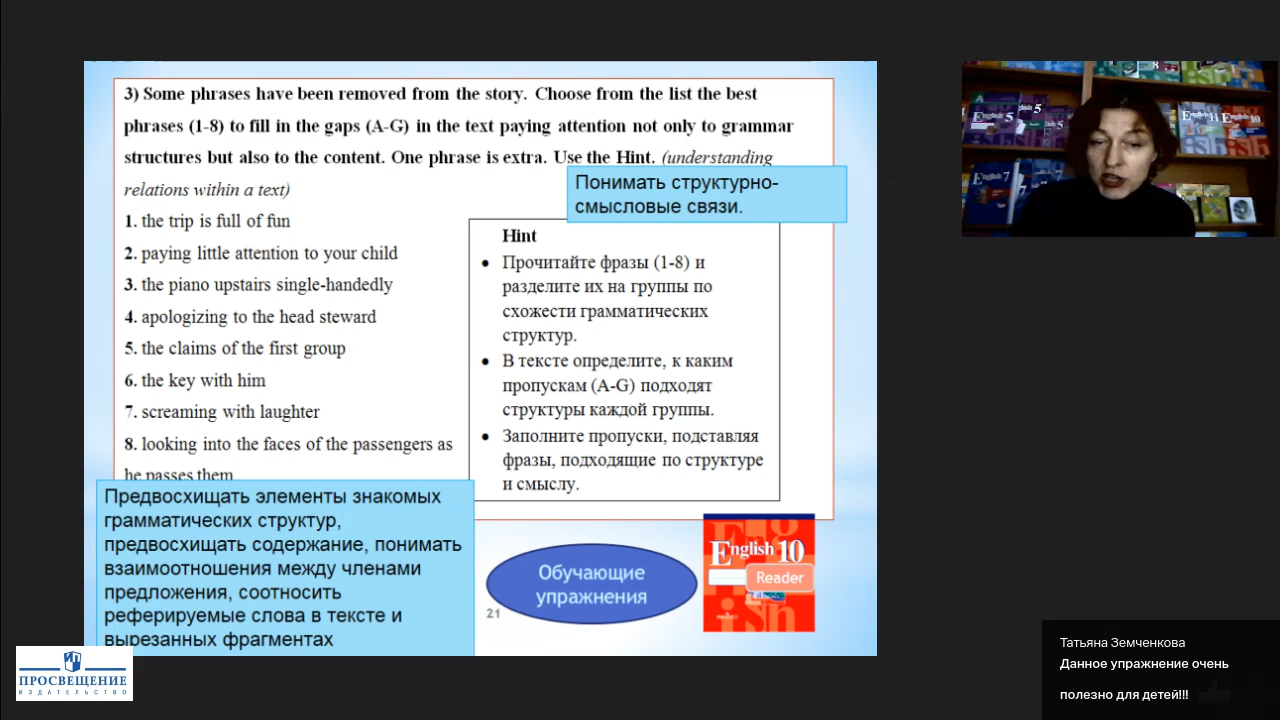 3) Some phrases have been removed from the story. Choose from the list the best
phrases (1-8) to fill in the gaps (A-G) in the text paying attention not only to grammar
structures but also to the content. One phrase is extra. Use the Hint. (understanding
relations within a text)
Понимать структурно-
смысловые связи.
1. the trip is full of fun
2. paying little attention to your child
3. the piano upstairs single-handedly
4. apologizing to the head steward
5. the claims of the first group
6. the key with him
7. screaming with laughter
8. looking into the faces of the passengers as
he passes them
Hint
• Прочитайте фразы (1-8) и
разделите их на группы по
схожести грамматических
структур.
• В тексте определите, к каким
пропускам (A-G) подходят
структуры каждой группы.
• Заполните пропуски, подставляя
фразы, подходящие по структуре
и смыслу.
Предвосхищать элементы знакомых
грамматических структур,
предвосхищать содержание, понимать
взаимоотношения между членами
предложения, соотносить
реферируемые слова в тексте и
вырезанных фрагментах
Обучающие
упражнения
21
English 10
Reader
ПРОСВЕЩЕНИЕ
ИЗДАТЕЛЬСТВО
English 5
English 11
English 10
English 7
Татьяна Земченкова
Данное упражнение очень
полезно для детей!!!